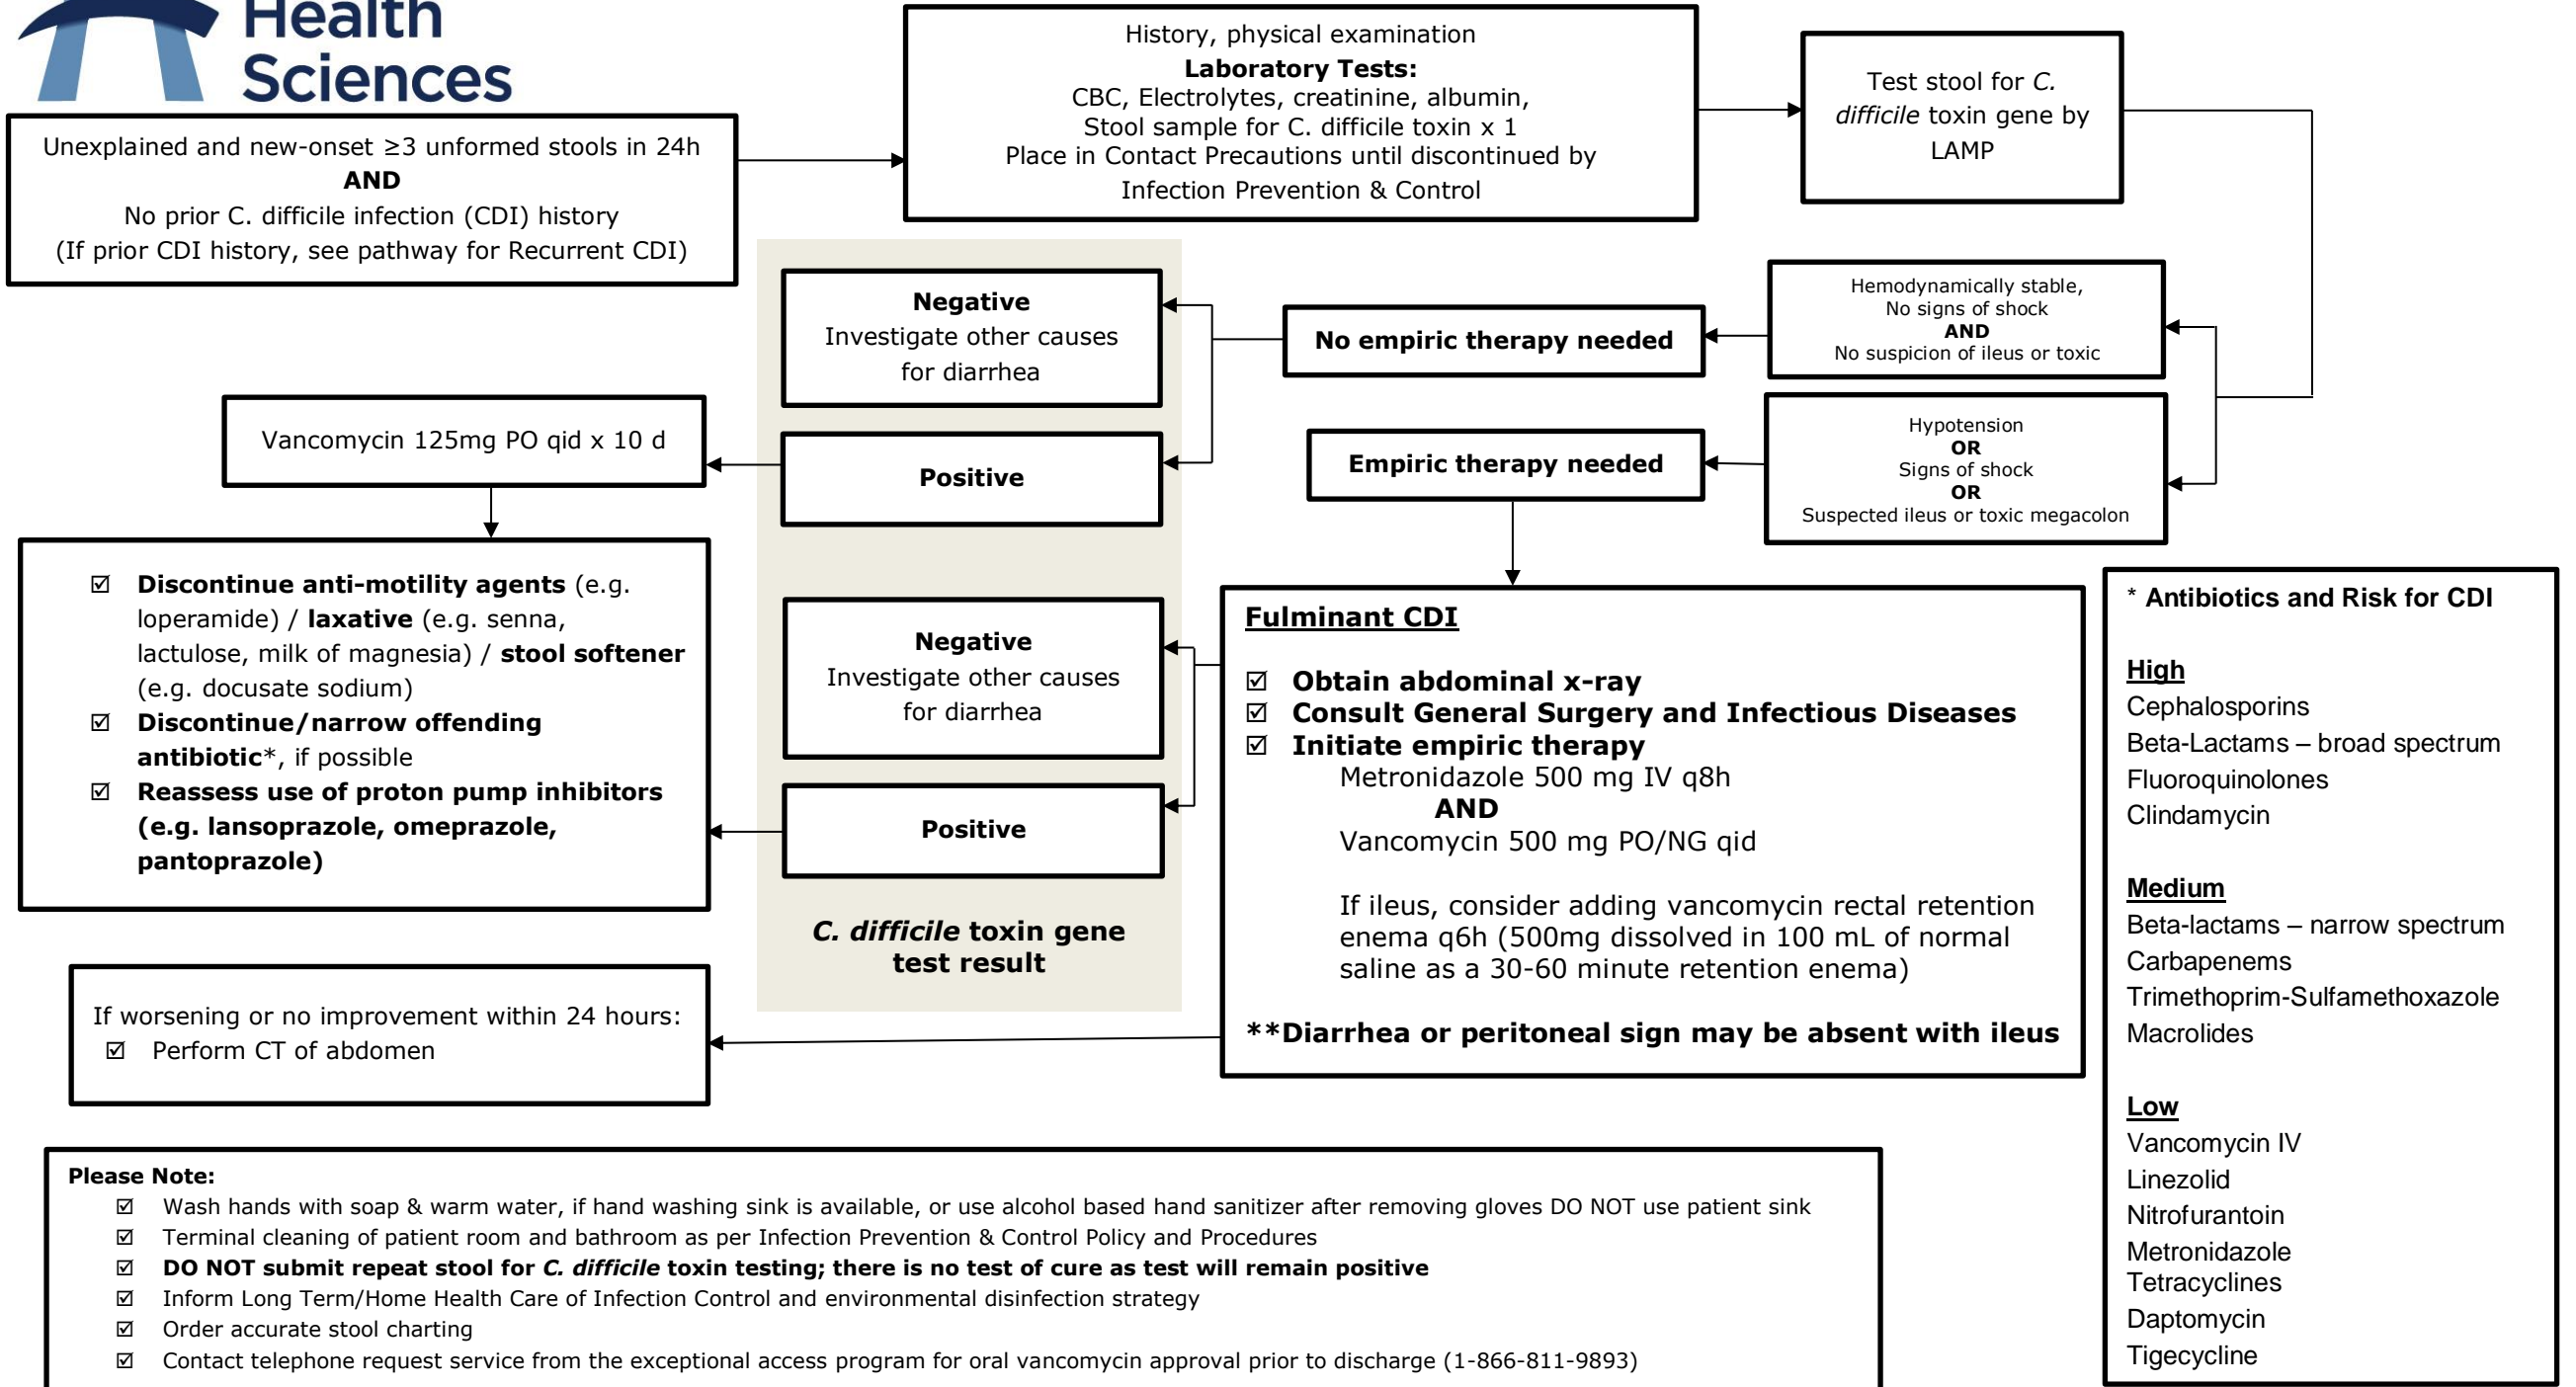 Health
Sciences
Unexplained and new-onset ≥3 unformed stools in 24h
AND
No prior C. difficile infection (CDI) history
(If prior CDI history, see pathway for Recurrent CDI)
History, physical examination
Laboratory Tests:
CBC, Electrolytes, creatinine, albumin,
Stool sample for C. difficile toxin x 1
Place in Contact Precautions until discontinued by
Infection Prevention & Control
Test stool for C.
difficile toxin gene by
LAMP
Hemodynamically stable,
No signs of shock
AND
No suspicion of ileus or toxic
Hypotension
OR
Signs of shock
OR
Suspected ileus or toxic megacolon
No empiric therapy needed
Empiric therapy needed
Negative
Investigate other causes
for diarrhea
Positive
Vancomycin 125mg PO qid x 10 d
☑ Discontinue anti-motility agents (e.g.
loperamide) / laxative (e.g. senna,
lactulose, milk of magnesia) / stool softener
(e.g. docusate sodium)
☑ Discontinue/narrow offending
antibiotic*, if possible
☑ Reassess use of proton pump inhibitors
(e.g. lansoprazole, omeprazole,
pantoprazole)
Negative
Investigate other causes
for diarrhea
Positive
C. difficile toxin gene
test result
Fulminant CDI
☑ Obtain abdominal x-ray
☑ Consult General Surgery and Infectious Diseases
☑ Initiate empiric therapy
Metronidazole 500 mg IV q8h
AND
Vancomycin 500 mg PO/NG qid
If ileus, consider adding vancomycin rectal retention
enema q6h (500mg dissolved in 100 mL of normal
saline as a 30-60 minute retention enema)
**Diarrhea or peritoneal sign may be absent with ileus
If worsening or no improvement within 24 hours:
☑ Perform CT of abdomen
* Antibiotics and Risk for CDI
High
Cephalosporins
Beta-Lactams – broad spectrum
Fluoroquinolones
Clindamycin
Medium
Beta-lactams – narrow spectrum
Carbapenems
Trimethoprim-Sulfamethoxazole
Macrolides
Low
Vancomycin IV
Linezolid
Nitrofurantoin
Metronidazole
Tetracyclines
Daptomycin
Tigecycline
Please Note:
☑ Wash hands with soap & warm water, if hand washing sink is available, or use alcohol based hand sanitizer after removing gloves DO NOT use patient sink
☑ Terminal cleaning of patient room and bathroom as per Infection Prevention & Control Policy and Procedures
☑ DO NOT submit repeat stool for C. difficile toxin testing; there is no test of cure as test will remain positive
☑ Inform Long Term/Home Health Care of Infection Control and environmental disinfection strategy
☑ Order accurate stool charting
☑ Contact telephone request service from the exceptional access program for oral vancomycin approval prior to discharge (1-866-811-9893)